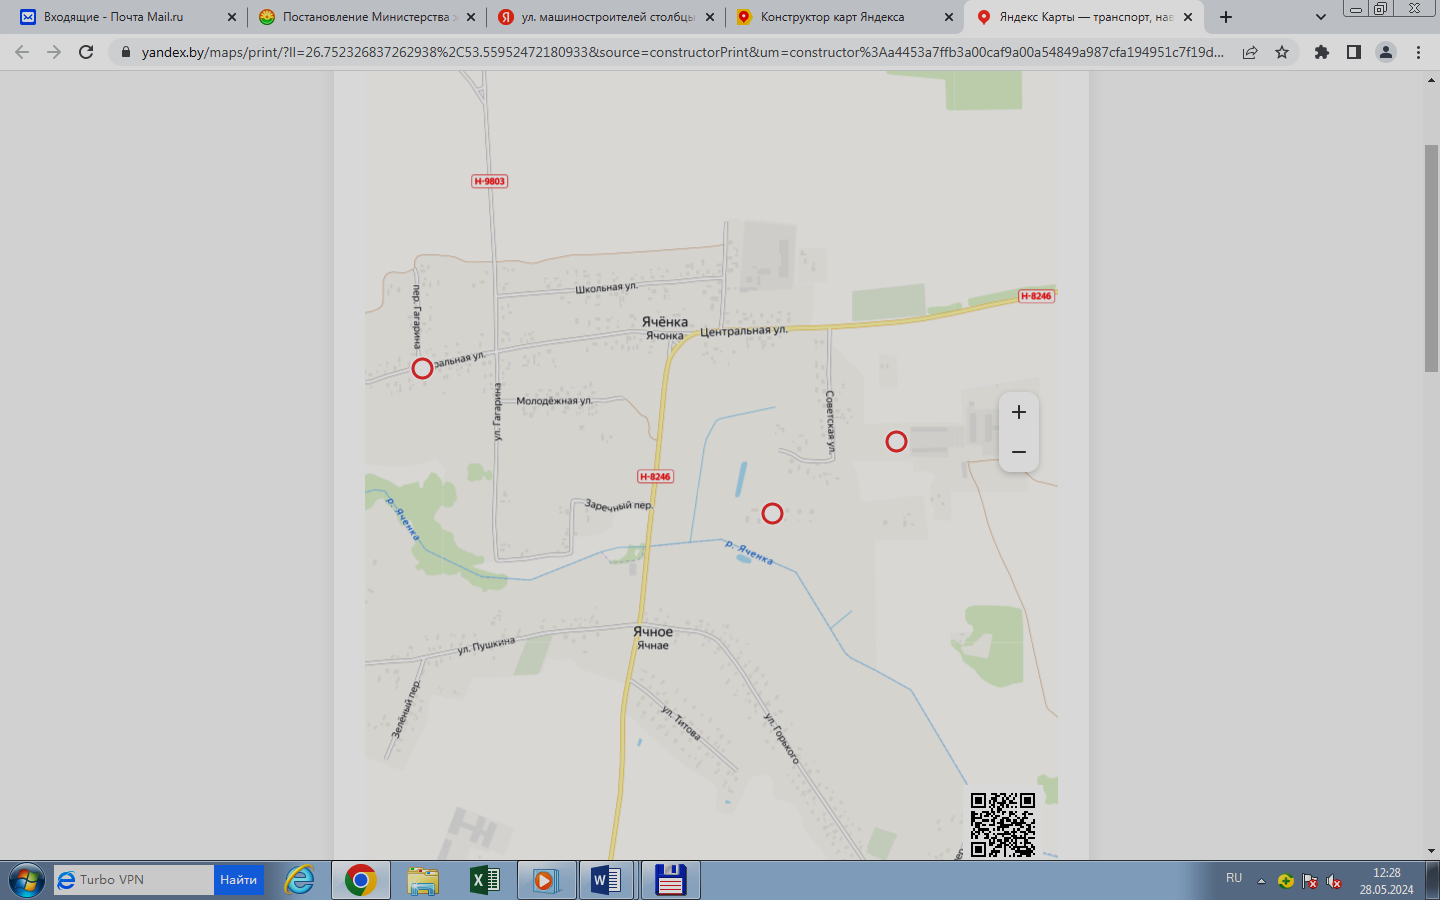 Входящие - Почта Mail.ru
Постановление Министерства
ул. машиностроителей столбцы
Конструктор карт Яндекса
Яндекс Карты — транспорт, нав
yandex.by/maps/print/?ll=26.752326837262938%2C53.55952472180933&source=constructorPrint&um=constructor%3Aa4453a7ffb3a00caf9a00a54849a987cfa194951c7f19d...
Н-9803
пер. Гагарина
Школьная ул.
Н-8246
Ячёнка
Ячонка
Центральная ул.
ральная ул.
ул. Гагарина
Молодёжная ул.
Советская ул.
+
−
Н-8246
р. Яченка
Заречный пер.
р. Яченка
Ячное
Ячнае
ул. Пушкина
Зелёный пер.
ул. Титова
ул. Горького
Turbo VPN
Найти
RU
12:28
28.05.2024